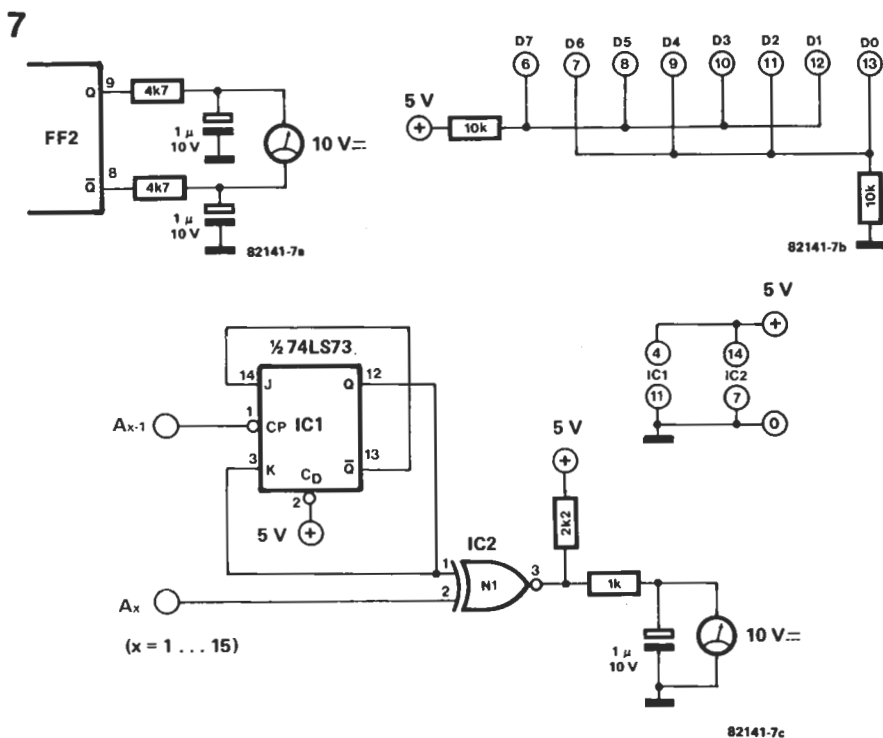 7
Q
9
4k7
1 µ
10 V
FF2
10 V
Q̅
8
4k7
1 µ
10 V
82141-7a
D7 D6 D5 D4 D3 D2 D1 D0
6 7 8 9 10 11 12 13
5 V
+
10k
10k
82141-7b
½ 74LS73
14 J Q 12
Ax-1
1 CP IC1
3 K Q̅ 13
CD
2
5 V +
Ax
(x = 1 . . . 15)
IC2
1
2
N1
3
5 V
+
2k2
1k
1 µ
10 V
10 V
5 V
+
4 14
IC1 IC2
11 7
0
82141-7c